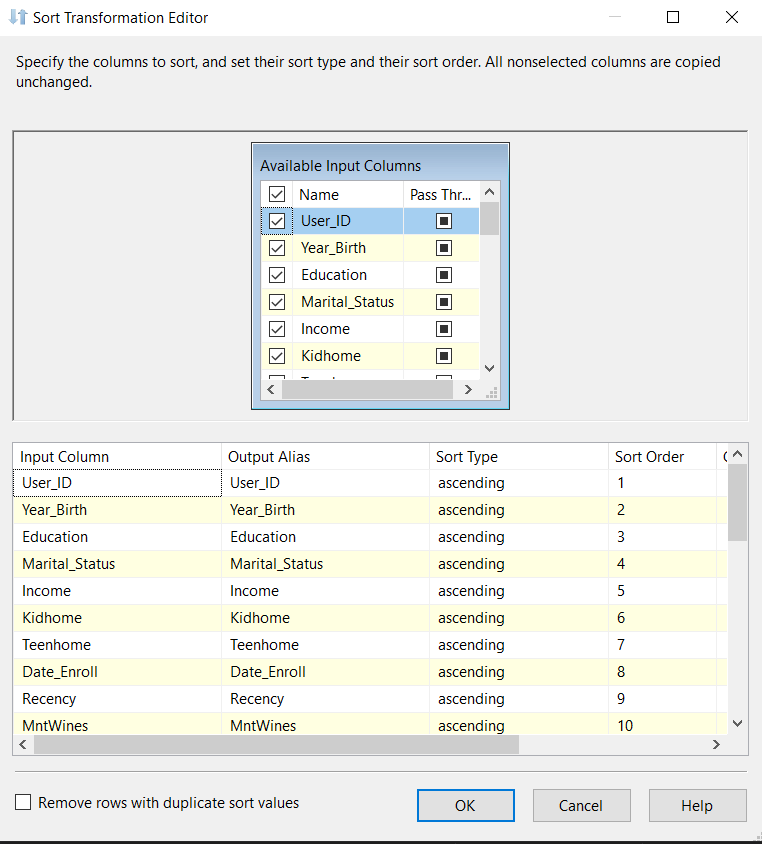 Sort Transformation Editor
Specify the columns to sort, and set their sort type and their sort order. All nonselected columns are copied
unchanged.
Available Input Columns
Name Pass Thr...
User_ID
Year_Birth
Education
Marital_Status
Income
Kidhome
Input Column Output Alias Sort Type Sort Order
User_ID User_ID ascending 1
Year_Birth Year_Birth ascending 2
Education Education ascending 3
Marital_Status Marital_Status ascending 4
Income Income ascending 5
Kidhome Kidhome ascending 6
Teenhome Teenhome ascending 7
Date_Enroll Date_Enroll ascending 8
Recency Recency ascending 9
MntWines MntWines ascending 10
Remove rows with duplicate sort values
OK Cancel Help